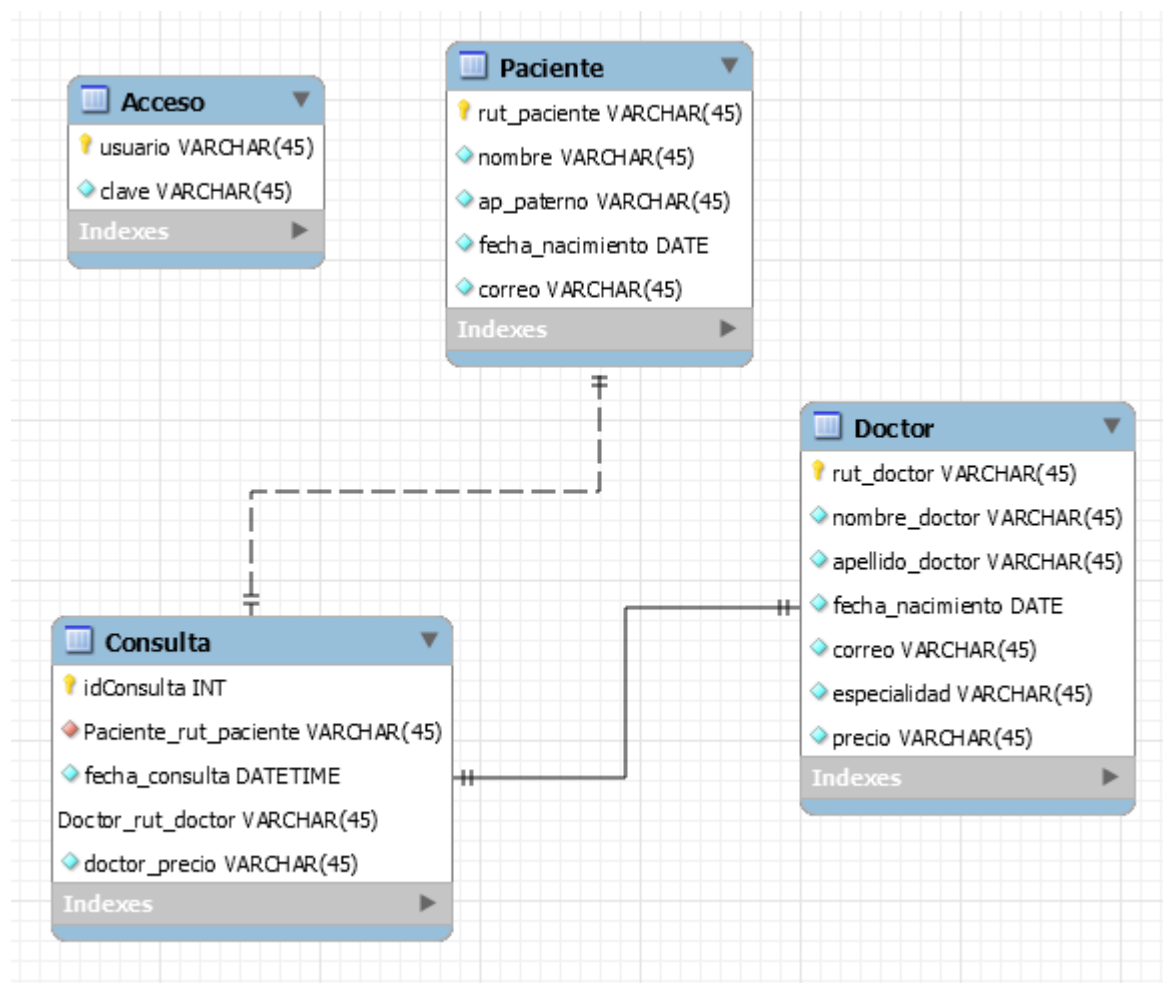 Acceso
usuario VARCHAR(45)
clave VARCHAR(45)
Indexes
Paciente
rut_paciente VARCHAR(45)
nombre VARCHAR(45)
ap_paterno VARCHAR(45)
fecha_nacimiento DATE
correo VARCHAR(45)
Indexes
Doctor
rut_doctor VARCHAR(45)
nombre_doctor VARCHAR(45)
apellido_doctor VARCHAR(45)
fecha_nacimiento DATE
correo VARCHAR(45)
especialidad VARCHAR(45)
precio VARCHAR(45)
Indexes
Consulta
idConsulta INT
Paciente_rut_paciente VARCHAR(45)
fecha_consulta DATETIME
Doctor_rut_doctor VARCHAR(45)
doctor_precio VARCHAR(45)
Indexes